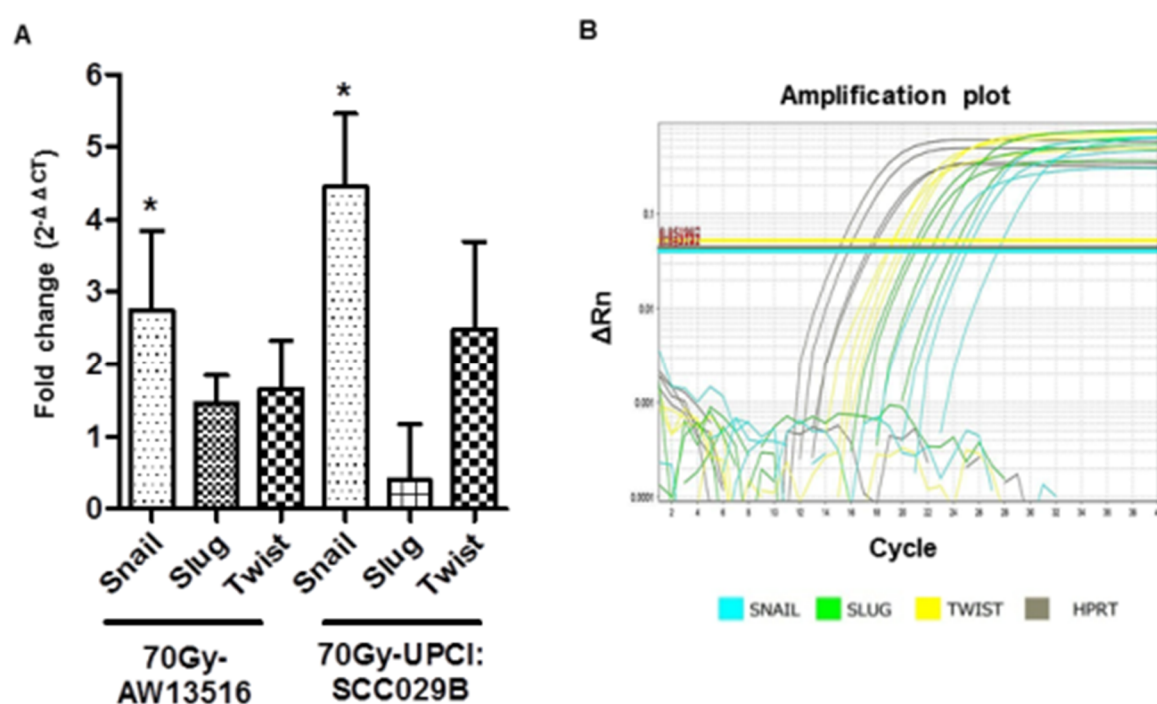 A
B
6
5
4
3
2
1
0
Fold change (2-Δ Δ CT)
*
*
Snail
Slug
Twist
Snail
Slug
Twist
70Gy-
AW13516
70Gy-UPCI:
SCC029B
Amplification plot
ΔRn
0.1
0.01
0.001
0.0001
2 4 6 8 10 12 14 16 18 20 22 24 26 28 30 32 34 36 38
Cycle
SNAIL SLUG TWIST HPRT